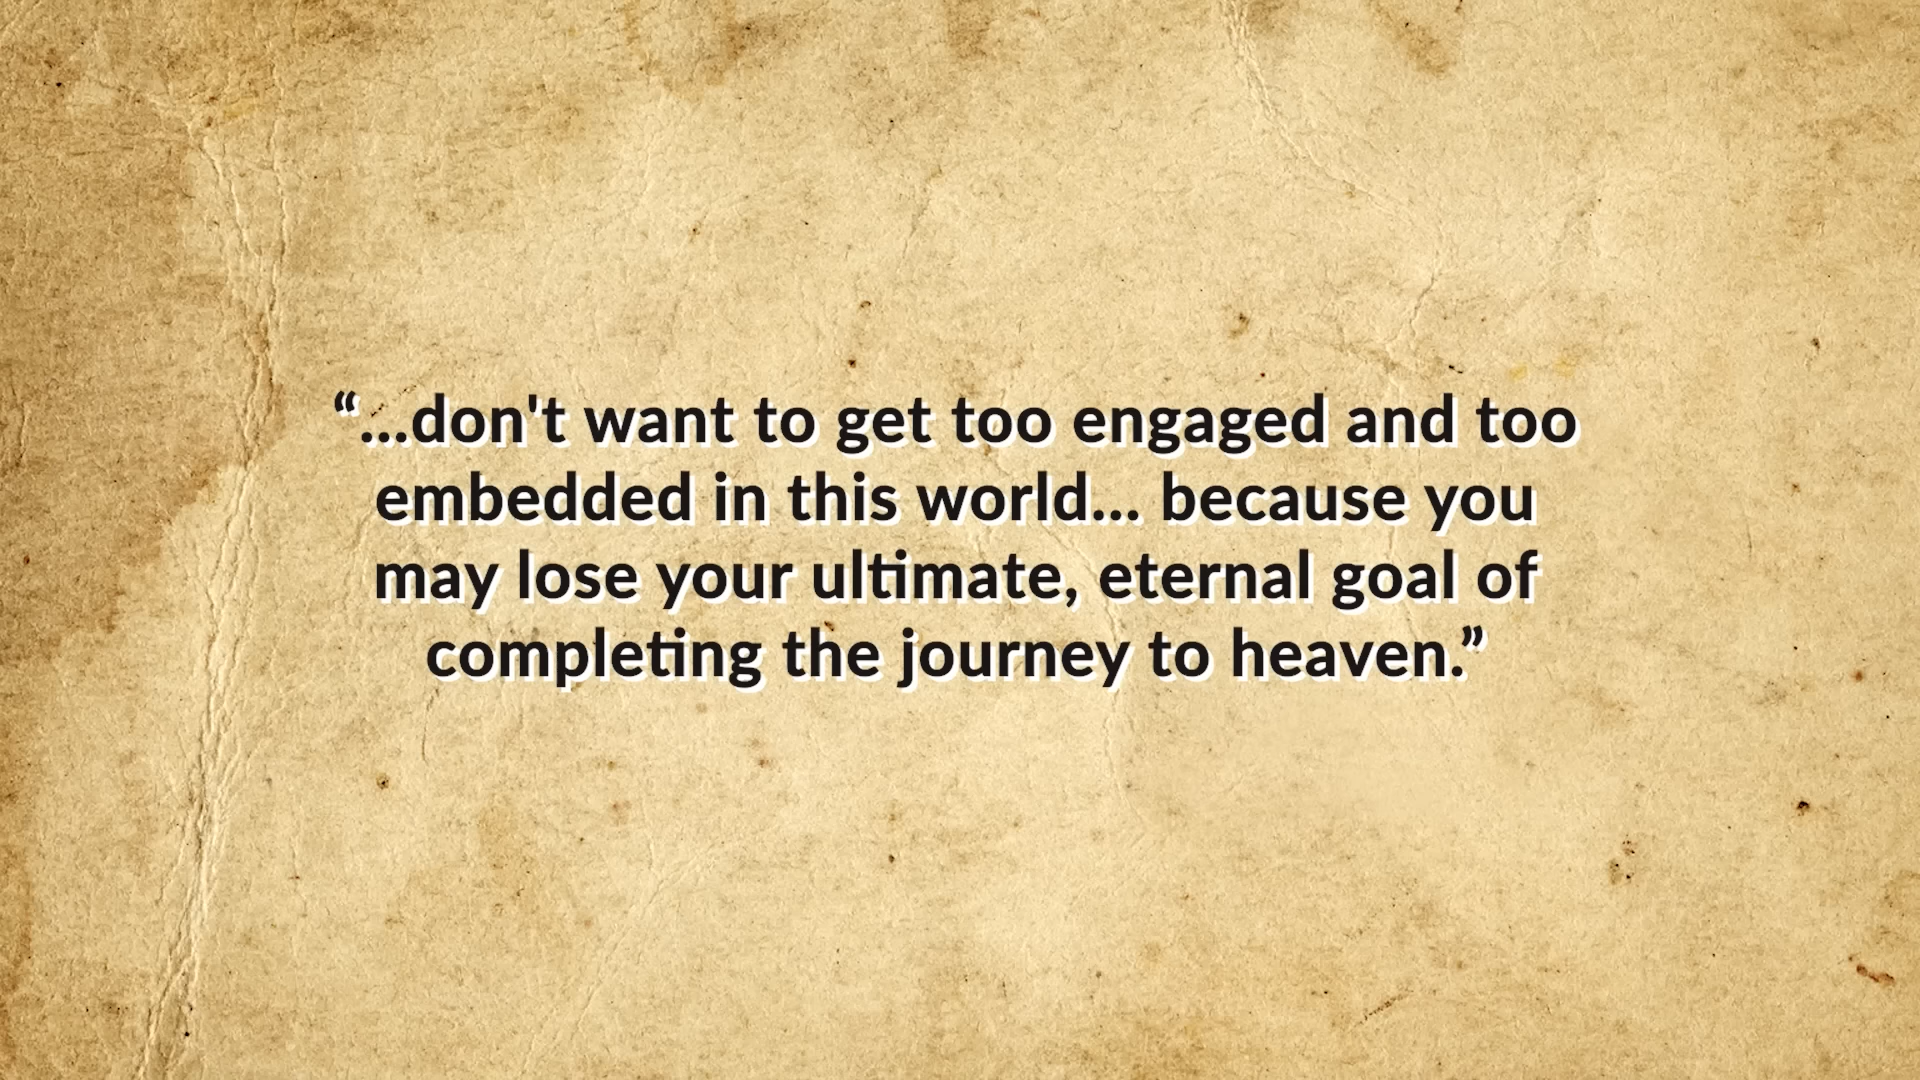 “...don't want to get too engaged and too
embedded in this world... because you
may lose your ultimate, eternal goal of
completing the journey to heaven.”